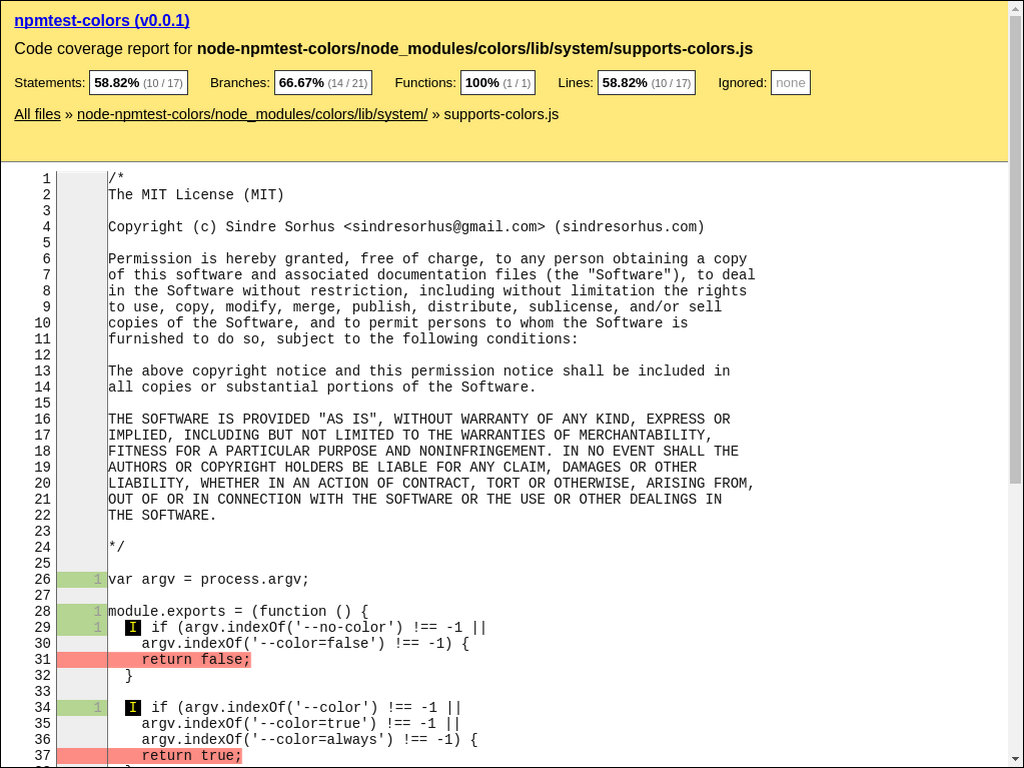 npmtest-colors (v0.0.1)
Code coverage report for node-npmtest-colors/node_modules/colors/lib/system/supports-colors.js
Statements: 58.82% (10 / 17) Branches: 66.67% (14 / 21) Functions: 100% (1 / 1) Lines: 58.82% (10 / 17) Ignored: none
All files » node-npmtest-colors/node_modules/colors/lib/system/ » supports-colors.js
1 /*
2 The MIT License (MIT)
3
4 Copyright (c) Sindre Sorhus <sindresorhus@gmail.com> (sindresorhus.com)
5
6 Permission is hereby granted, free of charge, to any person obtaining a copy
7 of this software and associated documentation files (the "Software"), to deal
8 in the Software without restriction, including without limitation the rights
9 to use, copy, modify, merge, publish, distribute, sublicense, and/or sell
10 copies of the Software, and to permit persons to whom the Software is
11 furnished to do so, subject to the following conditions:
12
13 The above copyright notice and this permission notice shall be included in
14 all copies or substantial portions of the Software.
15
16 THE SOFTWARE IS PROVIDED "AS IS", WITHOUT WARRANTY OF ANY KIND, EXPRESS OR
17 IMPLIED, INCLUDING BUT NOT LIMITED TO THE WARRANTIES OF MERCHANTABILITY,
18 FITNESS FOR A PARTICULAR PURPOSE AND NONINFRINGEMENT. IN NO EVENT SHALL THE
19 AUTHORS OR COPYRIGHT HOLDERS BE LIABLE FOR ANY CLAIM, DAMAGES OR OTHER
20 LIABILITY, WHETHER IN AN ACTION OF CONTRACT, TORT OR OTHERWISE, ARISING FROM,
21 OUT OF OR IN CONNECTION WITH THE SOFTWARE OR THE USE OR OTHER DEALINGS IN
22 THE SOFTWARE.
23
24 */
25
26 1 var argv = process.argv;
27
28 1 module.exports = (function () {
29 1 I if (argv.indexOf('--no-color') !== -1 ||
30 argv.indexOf('--color=false') !== -1) {
31 return false;
32 }
33
34 1 I if (argv.indexOf('--color') !== -1 ||
35 argv.indexOf('--color=true') !== -1 ||
36 argv.indexOf('--color=always') !== -1) {
37 return true;